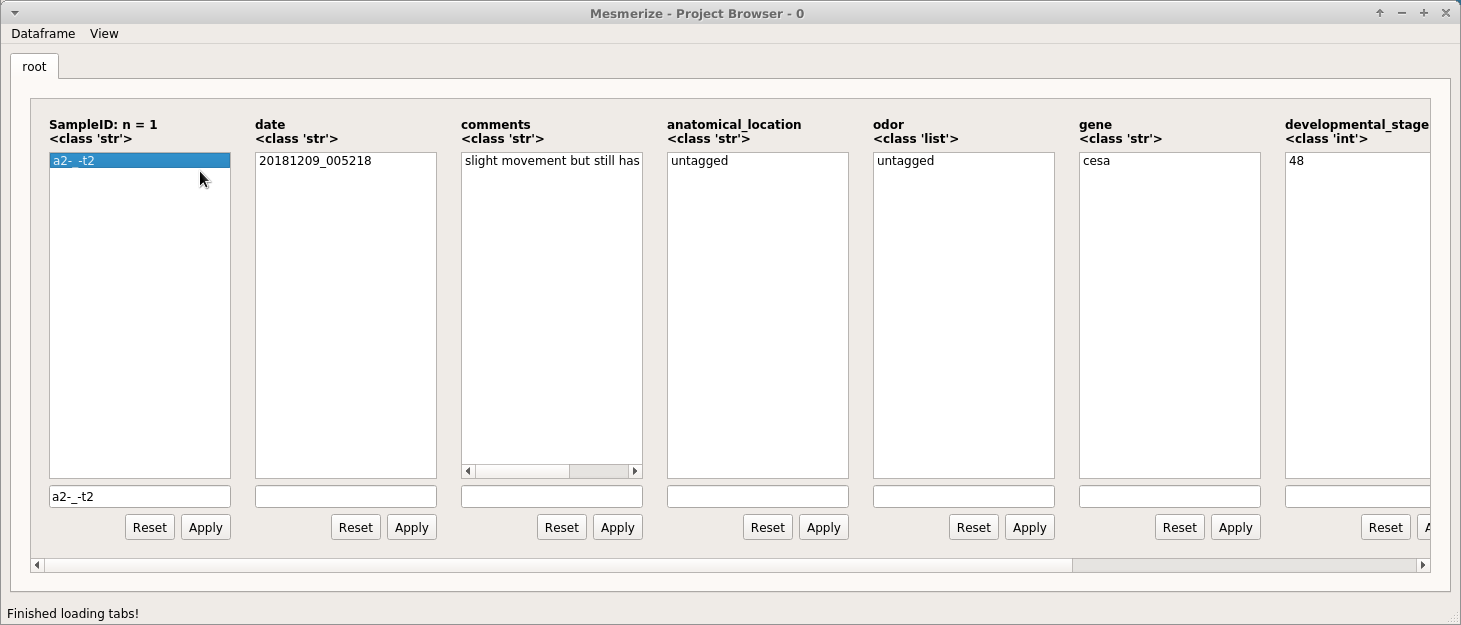 Mesmerize - Project Browser - 0
Dataframe View
root
SampleID: n = 1
<class 'str'>
a2-_-t2
a2-_-t2
Reset Apply
date
<class 'str'>
20181209_005218
Reset Apply
comments
<class 'str'>
slight movement but still has
Reset Apply
anatomical_location
<class 'str'>
untagged
Reset Apply
odor
<class 'list'>
untagged
Reset Apply
gene
<class 'str'>
cesa
Reset Apply
developmental_stage
<class 'int'>
48
Reset
Finished loading tabs!